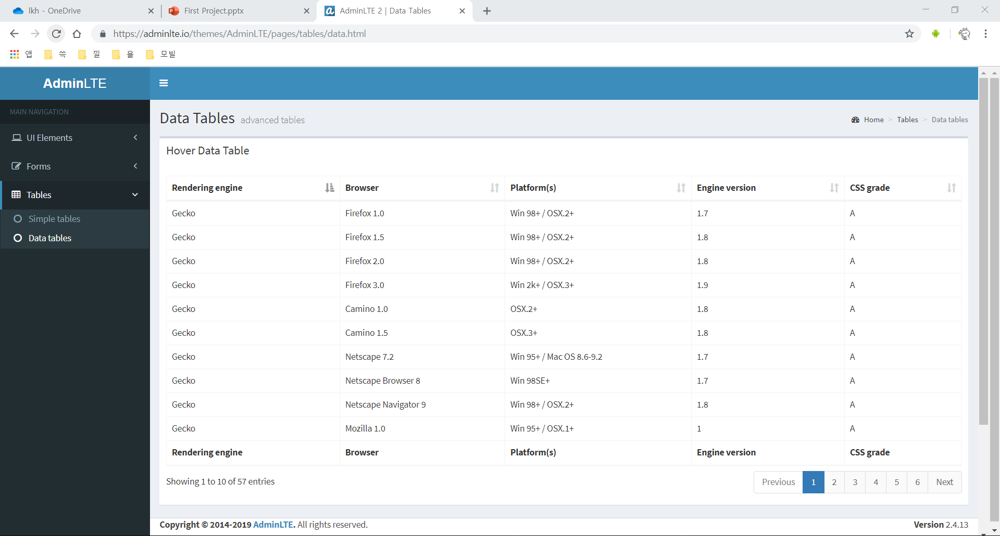 lkh - OneDrive
First Project.pptx
AdminLTE 2 | Data Tables
https://adminlte.io/themes/AdminLTE/pages/tables/data.html
앱 쓱 낄 욜 모빌
AdminLTE
MAIN NAVIGATION
UI Elements
Forms
Tables
Simple tables
Data tables
Data Tables advanced tables
Home > Tables > Data tables
Hover Data Table
Rendering engine Browser Platform(s) Engine version CSS grade
Gecko Firefox 1.0 Win 98+ / OSX.2+ 1.7 A
Gecko Firefox 1.5 Win 98+ / OSX.2+ 1.8 A
Gecko Firefox 2.0 Win 98+ / OSX.2+ 1.8 A
Gecko Firefox 3.0 Win 2k+ / OSX.3+ 1.9 A
Gecko Camino 1.0 OSX.2+ 1.8 A
Gecko Camino 1.5 OSX.3+ 1.8 A
Gecko Netscape 7.2 Win 95+ / Mac OS 8.6-9.2 1.7 A
Gecko Netscape Browser 8 Win 98SE+ 1.7 A
Gecko Netscape Navigator 9 Win 98+ / OSX.2+ 1.8 A
Gecko Mozilla 1.0 Win 95+ / OSX.1+ 1 A
Rendering engine Browser Platform(s) Engine version CSS grade
Showing 1 to 10 of 57 entries
Previous 1 2 3 4 5 6 Next
Copyright © 2014-2019 AdminLTE. All rights reserved.
Version 2.4.13